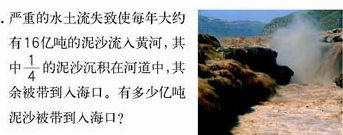 .严重的水土流失致使每年大约
有16亿吨的泥沙流入黄河,其
中1/4的泥沙沉积在河道中,其
余被带到入海口。有多少亿吨
泥沙被带到入海口?